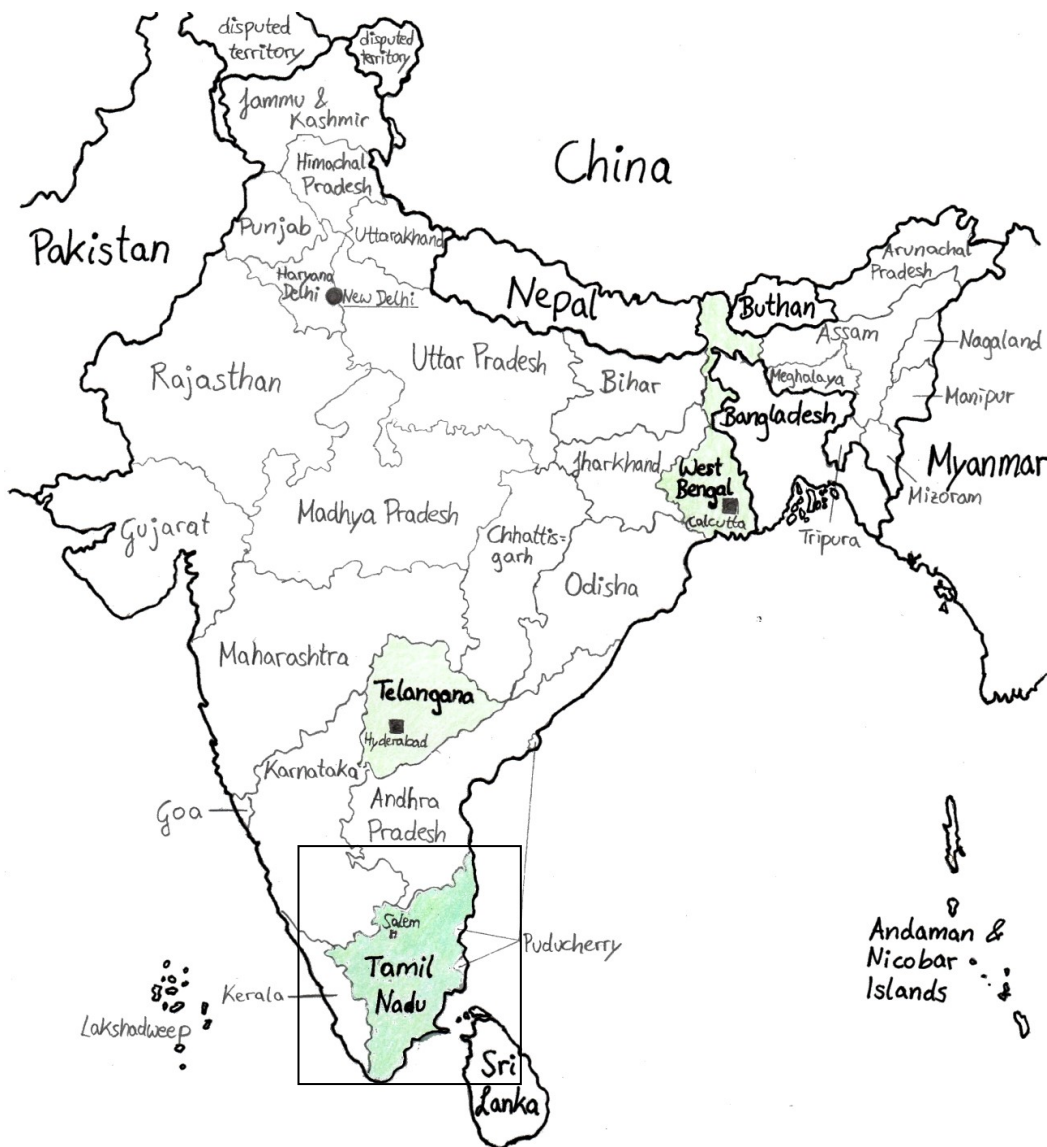 disputed
territory
disputed
territory
Jammu &
Kashmir
China
Himachal
Pradesh
Pakistan
Punjab
Uttarakhand
Arunachal
Pradesh
Haryana
Delhi
New Delhi
Nepal
Buthan
Assam
Nagaland
Rajasthan
Uttar Pradesh
Bihar
Meghalaya
Manipur
Bangladesh
Jharkhand
West
Bengal
Myanmar
Mizoram
Calcutta
Tripura
Gujarat
Madhya Pradesh
Chhattis-
garh
Odisha
Maharashtra
Telangana
Hyderabad
Karnataka
Goa
Andhra
Pradesh
Salem
Puducherry
Tamil
Nadu
Kerala
Lakshadweep
Andaman &
Nicobar
Islands
Sri
Lanka